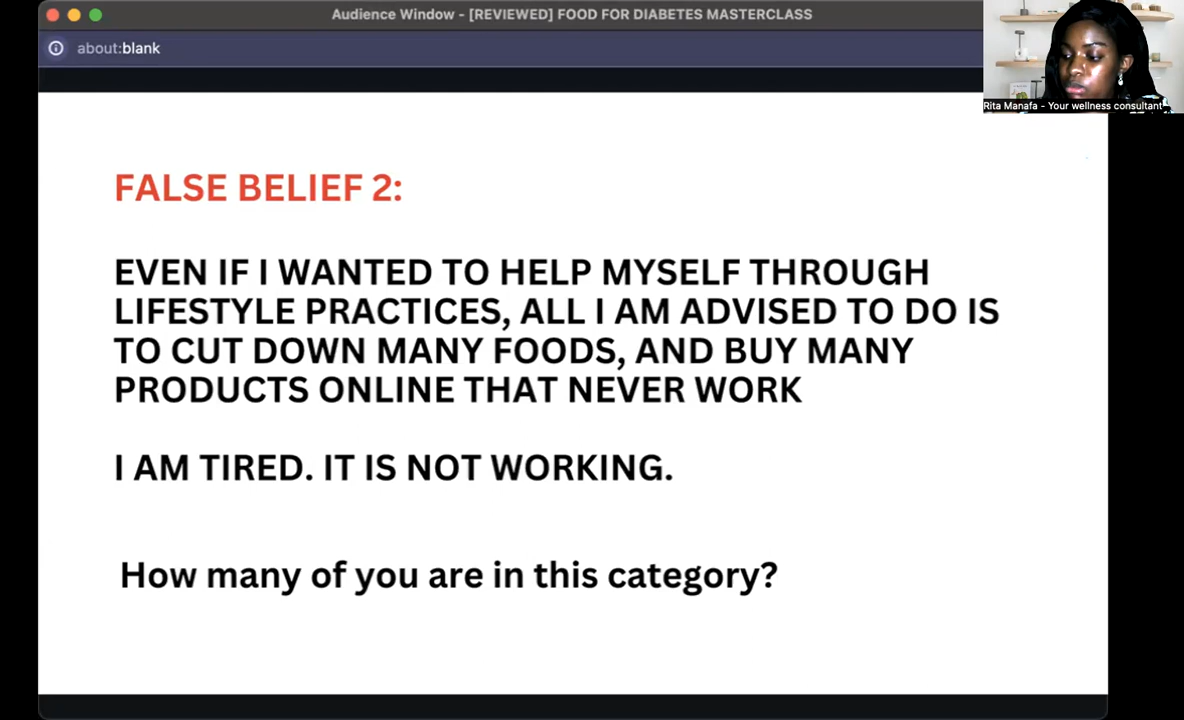 Audience Window - [REVIEWED] FOOD FOR DIABETES MASTERCLASS
about:blank
Rita Manafa - Your wellness consultant
FALSE BELIEF 2:
EVEN IF I WANTED TO HELP MYSELF THROUGH
LIFESTYLE PRACTICES, ALL I AM ADVISED TO DO IS
TO CUT DOWN MANY FOODS, AND BUY MANY
PRODUCTS ONLINE THAT NEVER WORK
I AM TIRED. IT IS NOT WORKING.
How many of you are in this category?